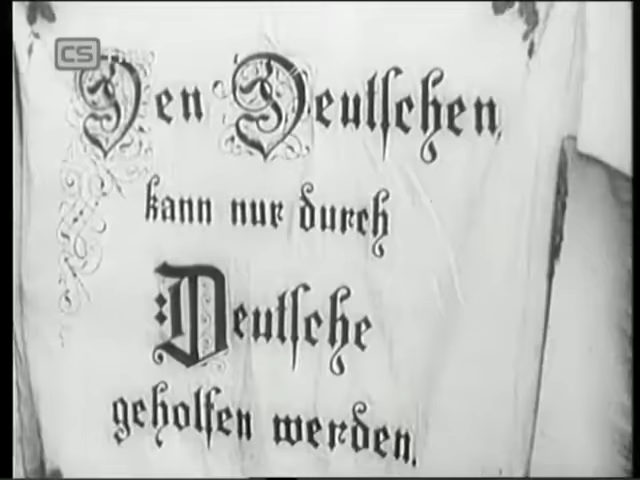 CS
Den Deutschen
kann nur durch
Deutsche
geholfen werden.